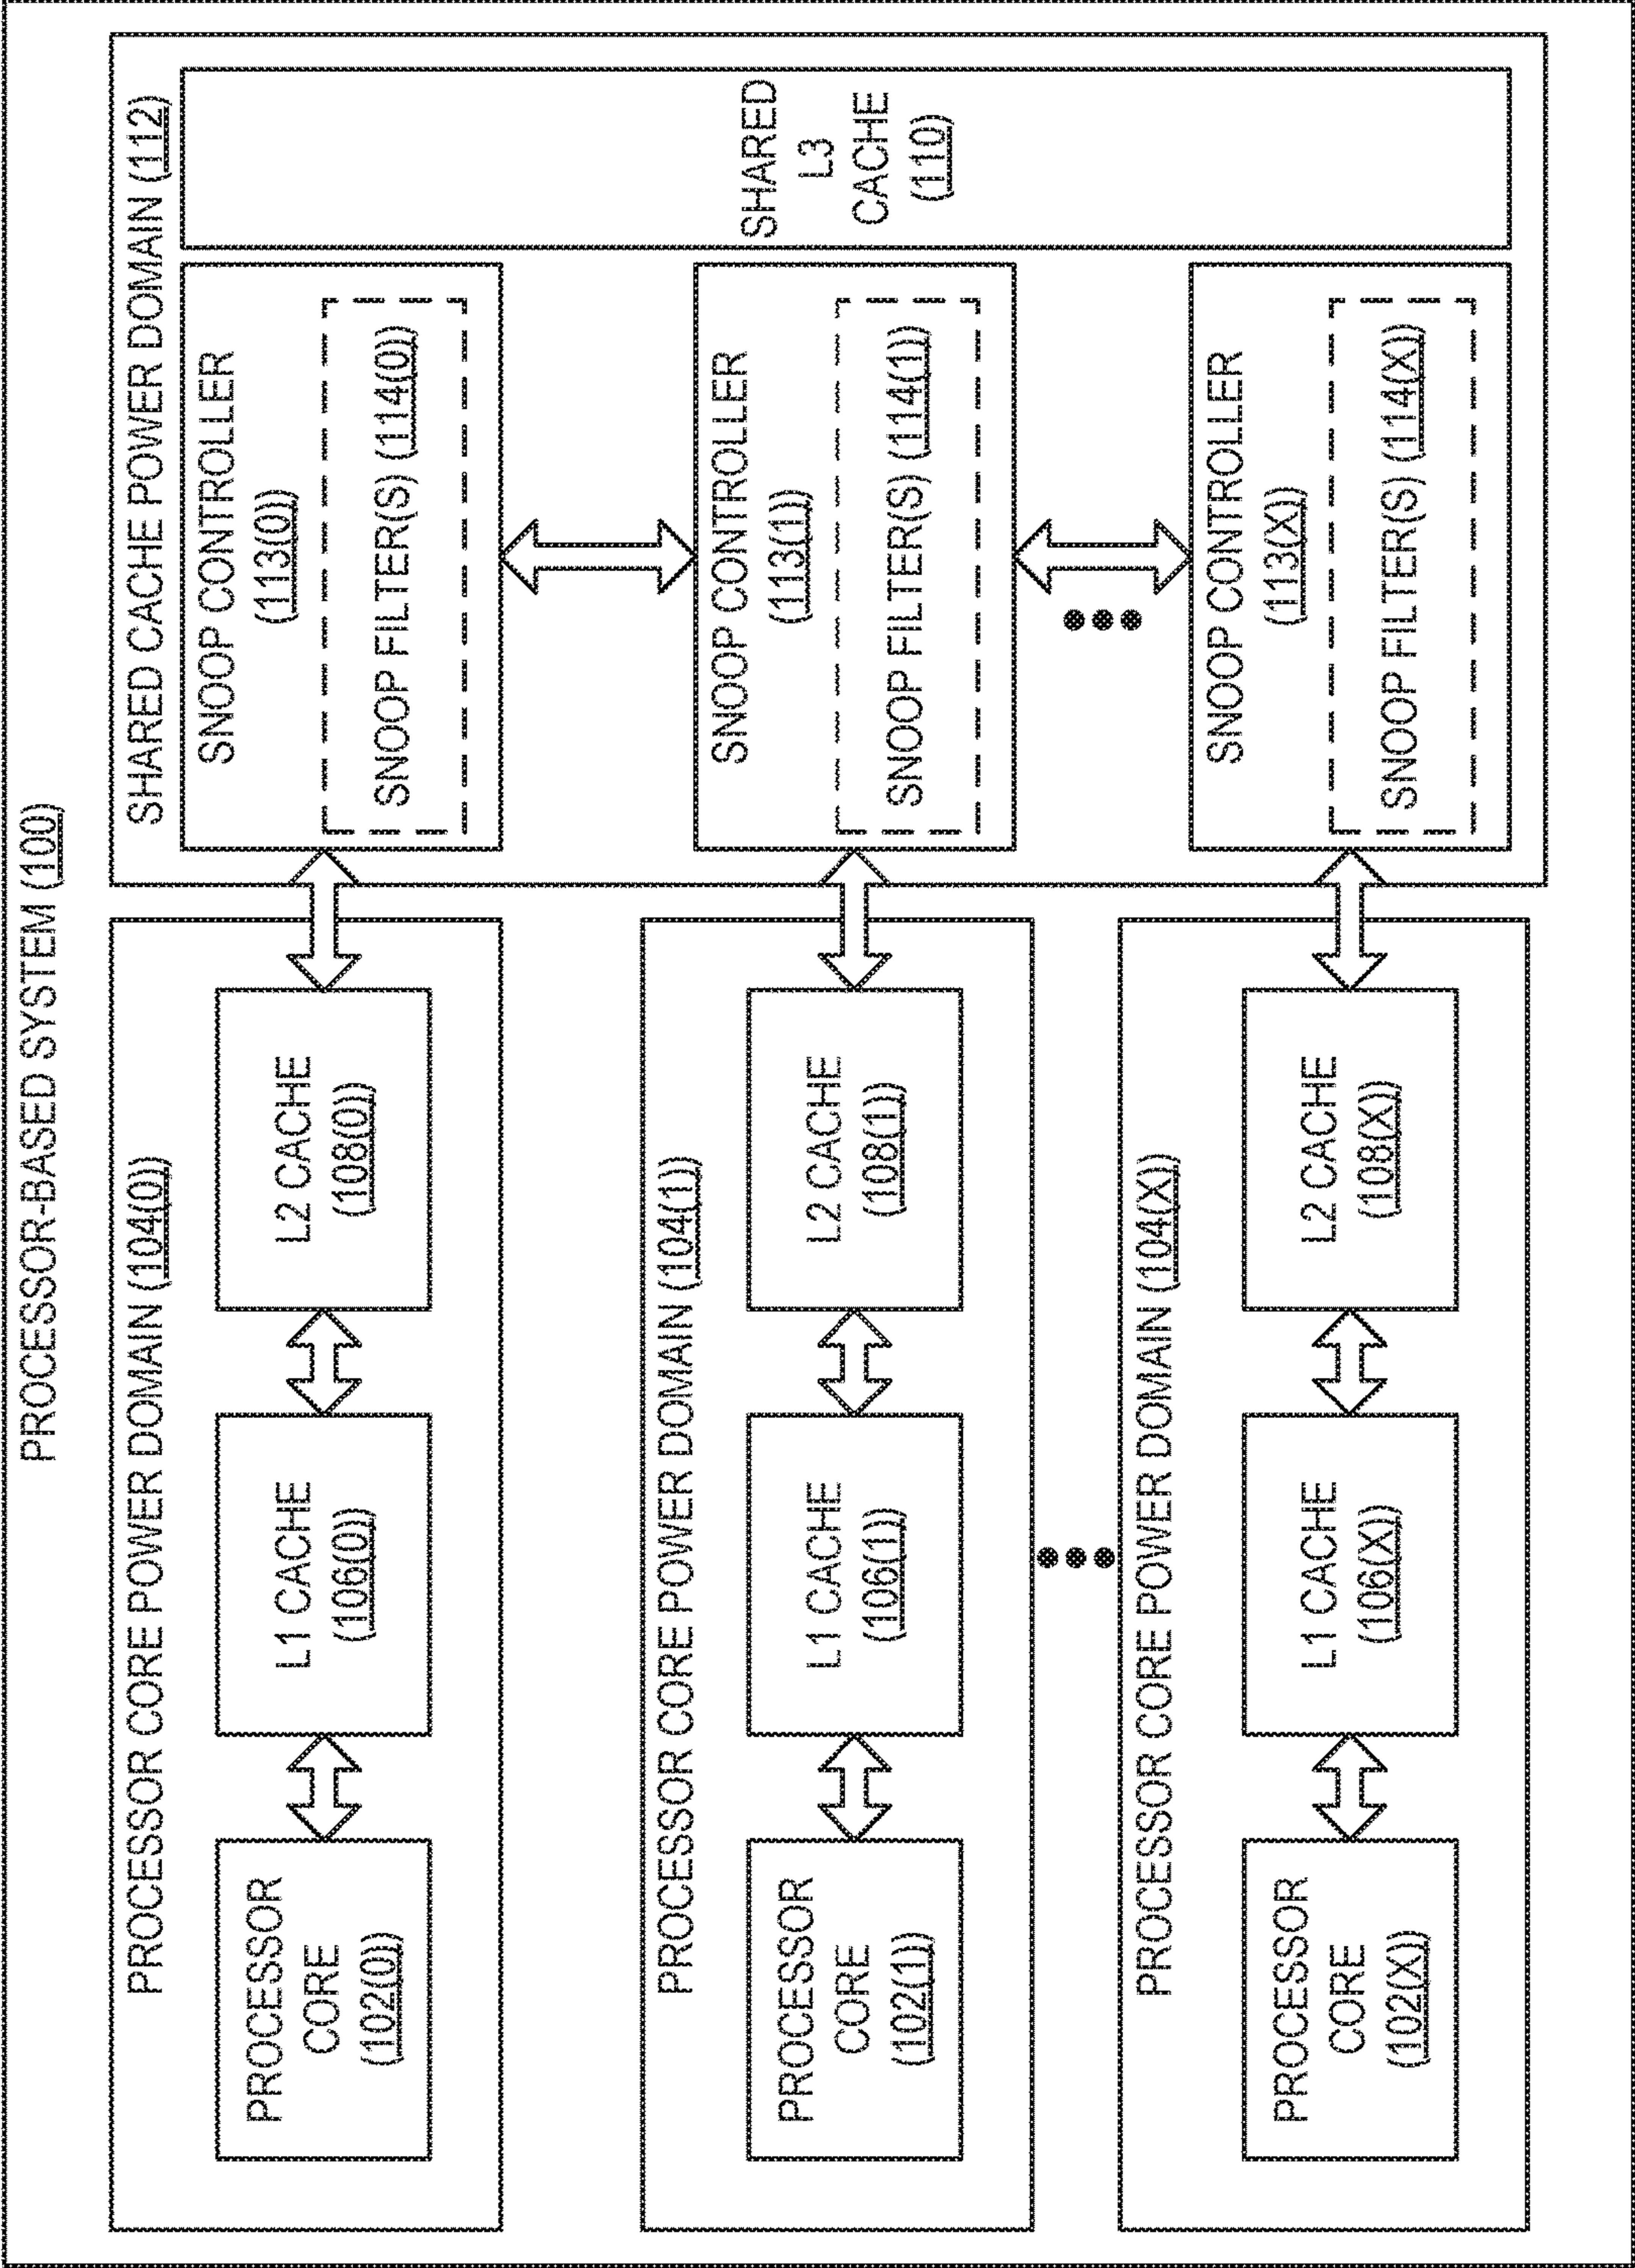 PROCESSOR-BASED SYSTEM (100)
PROCESSOR CORE POWER DOMAIN (104(0))
PROCESSOR
CORE
(102(0))
L1 CACHE
(106(0))
L2 CACHE
(108(0))
PROCESSOR CORE POWER DOMAIN (104(1))
PROCESSOR
CORE
(102(1))
L1 CACHE
(106(1))
L2 CACHE
(108(1))
PROCESSOR CORE POWER DOMAIN (104(X))
PROCESSOR
CORE
(102(X))
L1 CACHE
(106(X))
L2 CACHE
(108(X))
SHARED CACHE POWER DOMAIN (112)
SNOOP CONTROLLER
(113(0))
SNOOP FILTER(S) (114(0))
SNOOP CONTROLLER
(113(1))
SNOOP FILTER(S) (114(1))
SNOOP CONTROLLER
(113(X))
SNOOP FILTER(S) (114(X))
SHARED
L3
CACHE
(110)